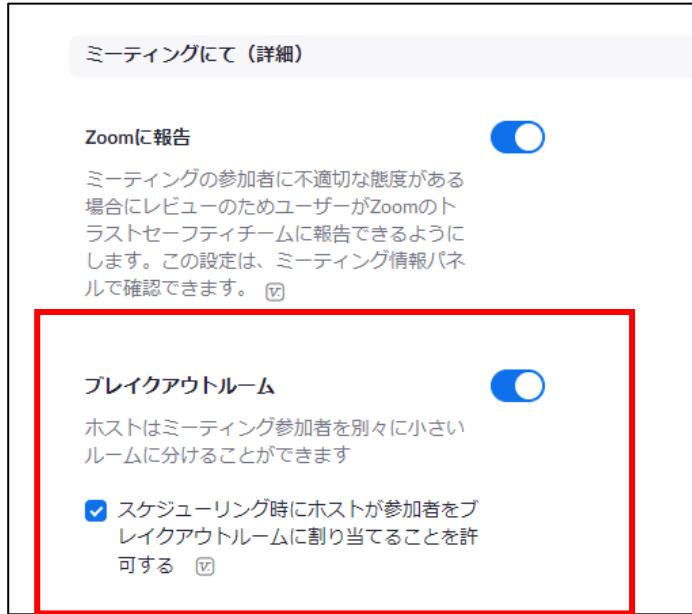 ミーティングにて（詳細）
Zoomに報告
ミーティングの参加者に不適切な態度がある
場合にレビューのためユーザーがZoomのト
ラストセーフティチームに報告できるように
します。この設定は、ミーティング情報パネ
ルで確認できます。
ブレイクアウトルーム
ホストはミーティング参加者を別々に小さい
ルームに分けることができます
スケジューリング時にホストが参加者をブ
レイクアウトルームに割り当てることを許
可する